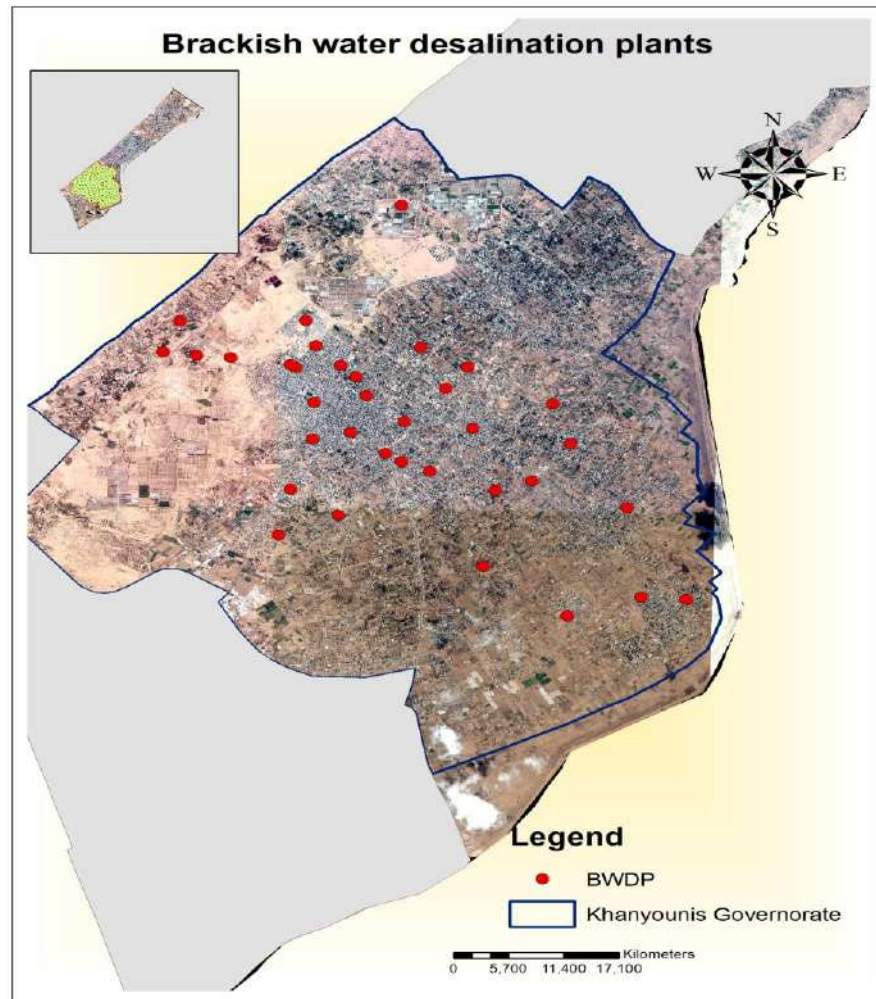 Brackish water desalination plants
N
W E
S
Legend
BWDP
Khanyounis Governorate
Kilometers
0 5,700 11,400 17,100